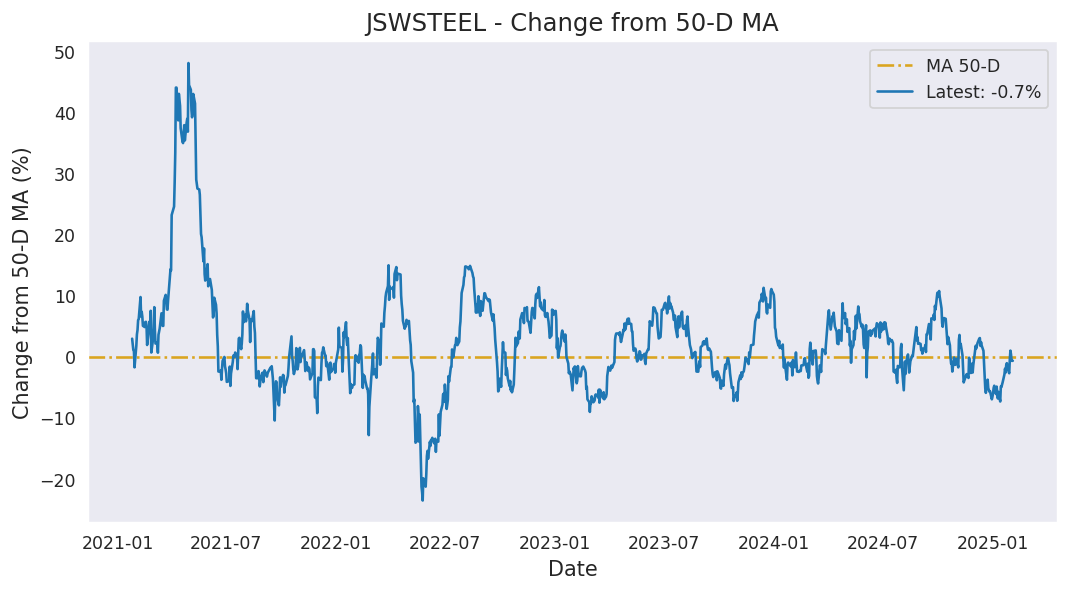 JSWSTEEL - Change from 50-D MA
MA 50-D
Latest: -0.7%
Change from 50-D MA (%)
50
40
30
20
10
0
−10
−20
2021-01 2021-07 2022-01 2022-07 2023-01 2023-07 2024-01 2024-07 2025-01
Date